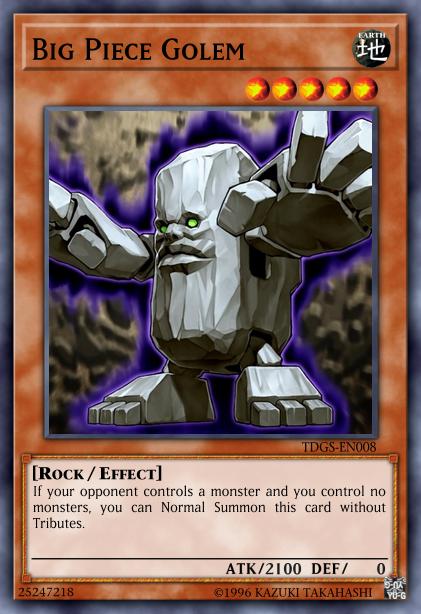 Big Piece Golem
EARTH
地
TDGS-EN008
[Rock / Effect]
If your opponent controls a monster and you control no
monsters, you can Normal Summon this card without
Tributes.
ATK/2100 DEF/ 0
25247218
©1996 KAZUKI TAKAHASHI